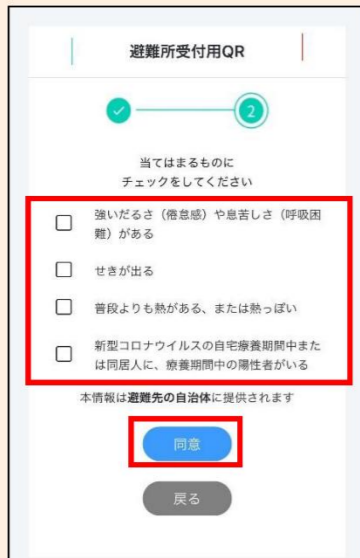 避難所受付用QR
2
当てはまるものに
チェックをしてください
強いだるさ（倦怠感）や息苦しさ（呼吸困
難）がある
せきが出る
普段よりも熱がある、または熱っぽい
新型コロナウイルスの自宅療養期間中また
は同居人に、療養期間中の陽性者がいる
本情報は避難先の自治体に提供されます
同意
戻る